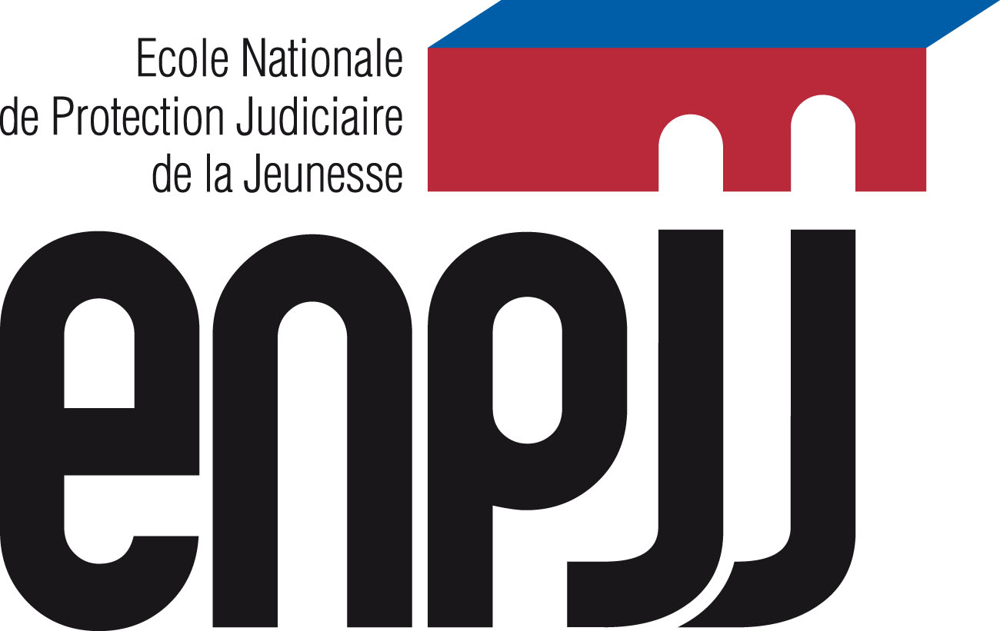 Ecole Nationale
de Protection Judiciaire
de la Jeunesse
enpjj